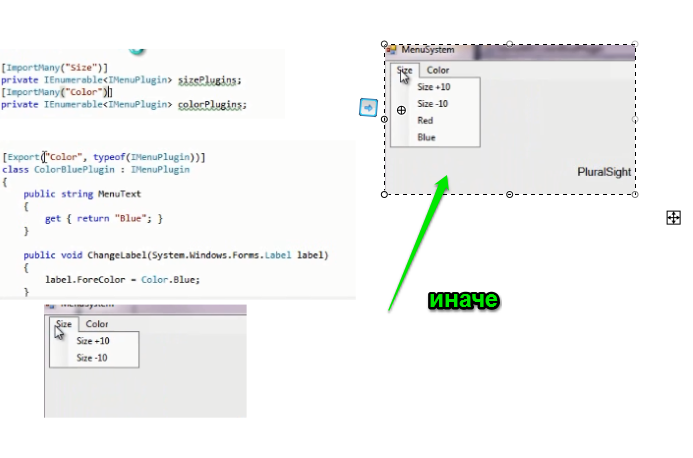 [ImportMany("Size")]
private IEnumerable<IMenuPlugin> sizePlugins;
[ImportMany("Color")]
private IEnumerable<IMenuPlugin> colorPlugins;
[Export("Color", typeof(IMenuPlugin))]
class ColorBluePlugin : IMenuPlugin
{
public string MenuText
{
get { return "Blue"; }
}
public void ChangeLabel(System.Windows.Forms.Label label)
{
label.ForeColor = Color.Blue;
}
MenuSystem
Size Color
Size +10
Size -10
MenuSystem
Size Color
Size +10
Size -10
Red
Blue
PluralSight
иначе